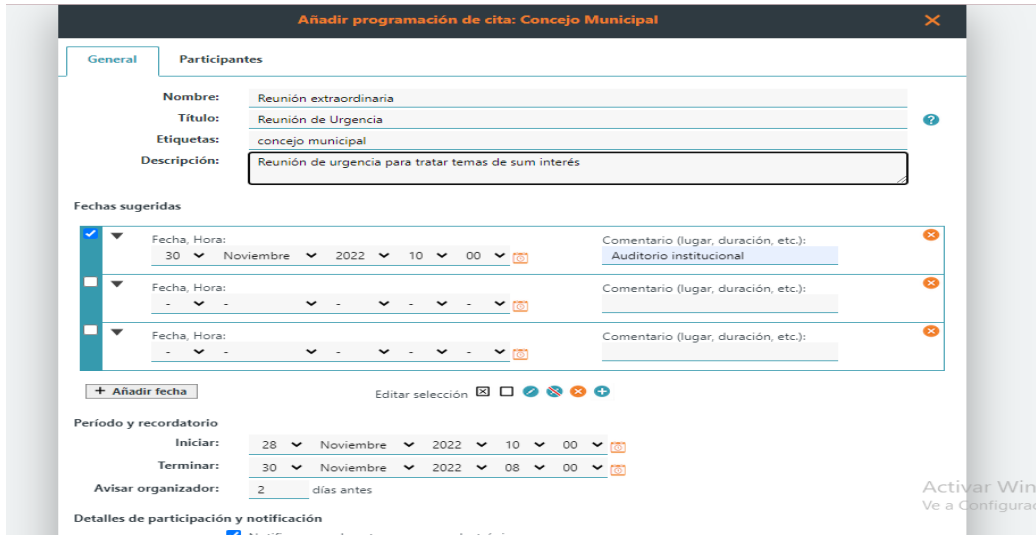 Añadir programación de cita: Concejo Municipal
General Participantes
Nombre: Reunión extraordinaria
Título: Reunión de Urgencia
Etiquetas: concejo municipal
Descripción: Reunión de urgencia para tratar temas de sum interés
Fechas sugeridas
Fecha, Hora: Comentario (lugar, duración, etc.):
30 Noviembre 2022 10 00 Auditorio institucional
Fecha, Hora: Comentario (lugar, duración, etc.):
- - - - -
Fecha, Hora: Comentario (lugar, duración, etc.):
- - - - -
+ Añadir fecha Editar selección
Período y recordatorio
Iniciar: 28 Noviembre 2022 10 00
Terminar: 30 Noviembre 2022 08 00
Avisar organizador: 2 días antes
Activar Win
Ve a Configurac
Detalles de participación y notificación